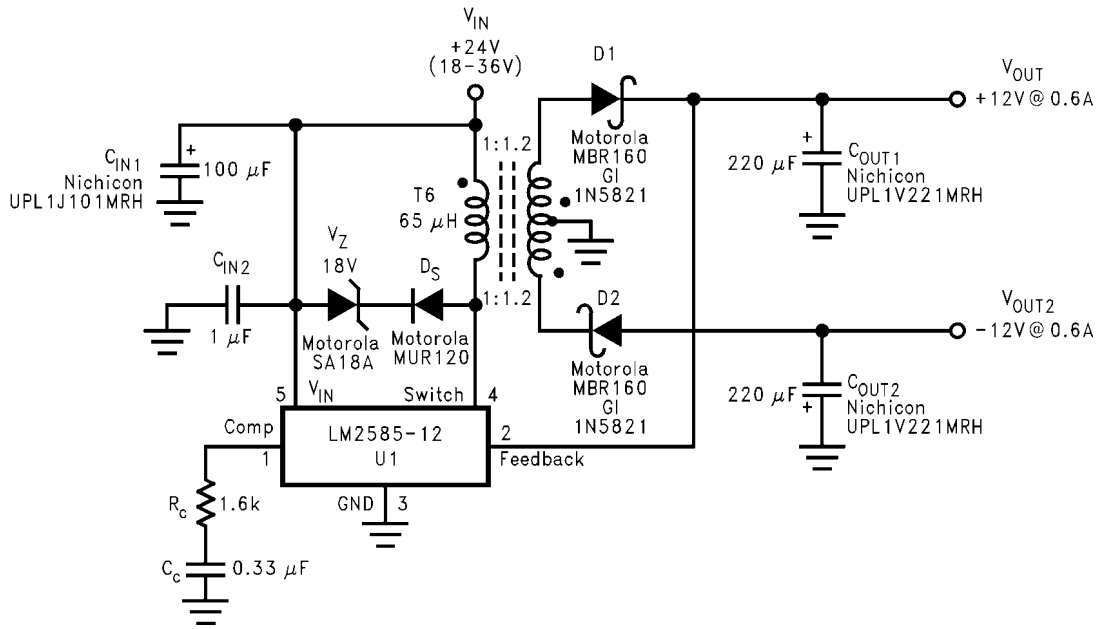 V_IN
+24V
(18-36V)
D1
V_OUT
+12V @ 0.6A
C_IN1
Nichicon
UPL1J101MRH
+
100 μF
1:1.2
T6
65 μH
Motorola
MBR160
GI
1N5821
220 μF
+
C_OUT1
Nichicon
UPL1V221MRH
C_IN2
1 μF
V_Z
18V
Motorola
SA18A
D_S
Motorola
MUR120
1:1.2
D2
Motorola
MBR160
GI
1N5821
V_OUT2
-12V @ 0.6A
220 μF
+
C_OUT2
Nichicon
UPL1V221MRH
5
V_IN
Switch
4
Comp
1
LM2585-12
U1
2
Feedback
GND
3
R_c
1.6k
C_c
0.33 μF